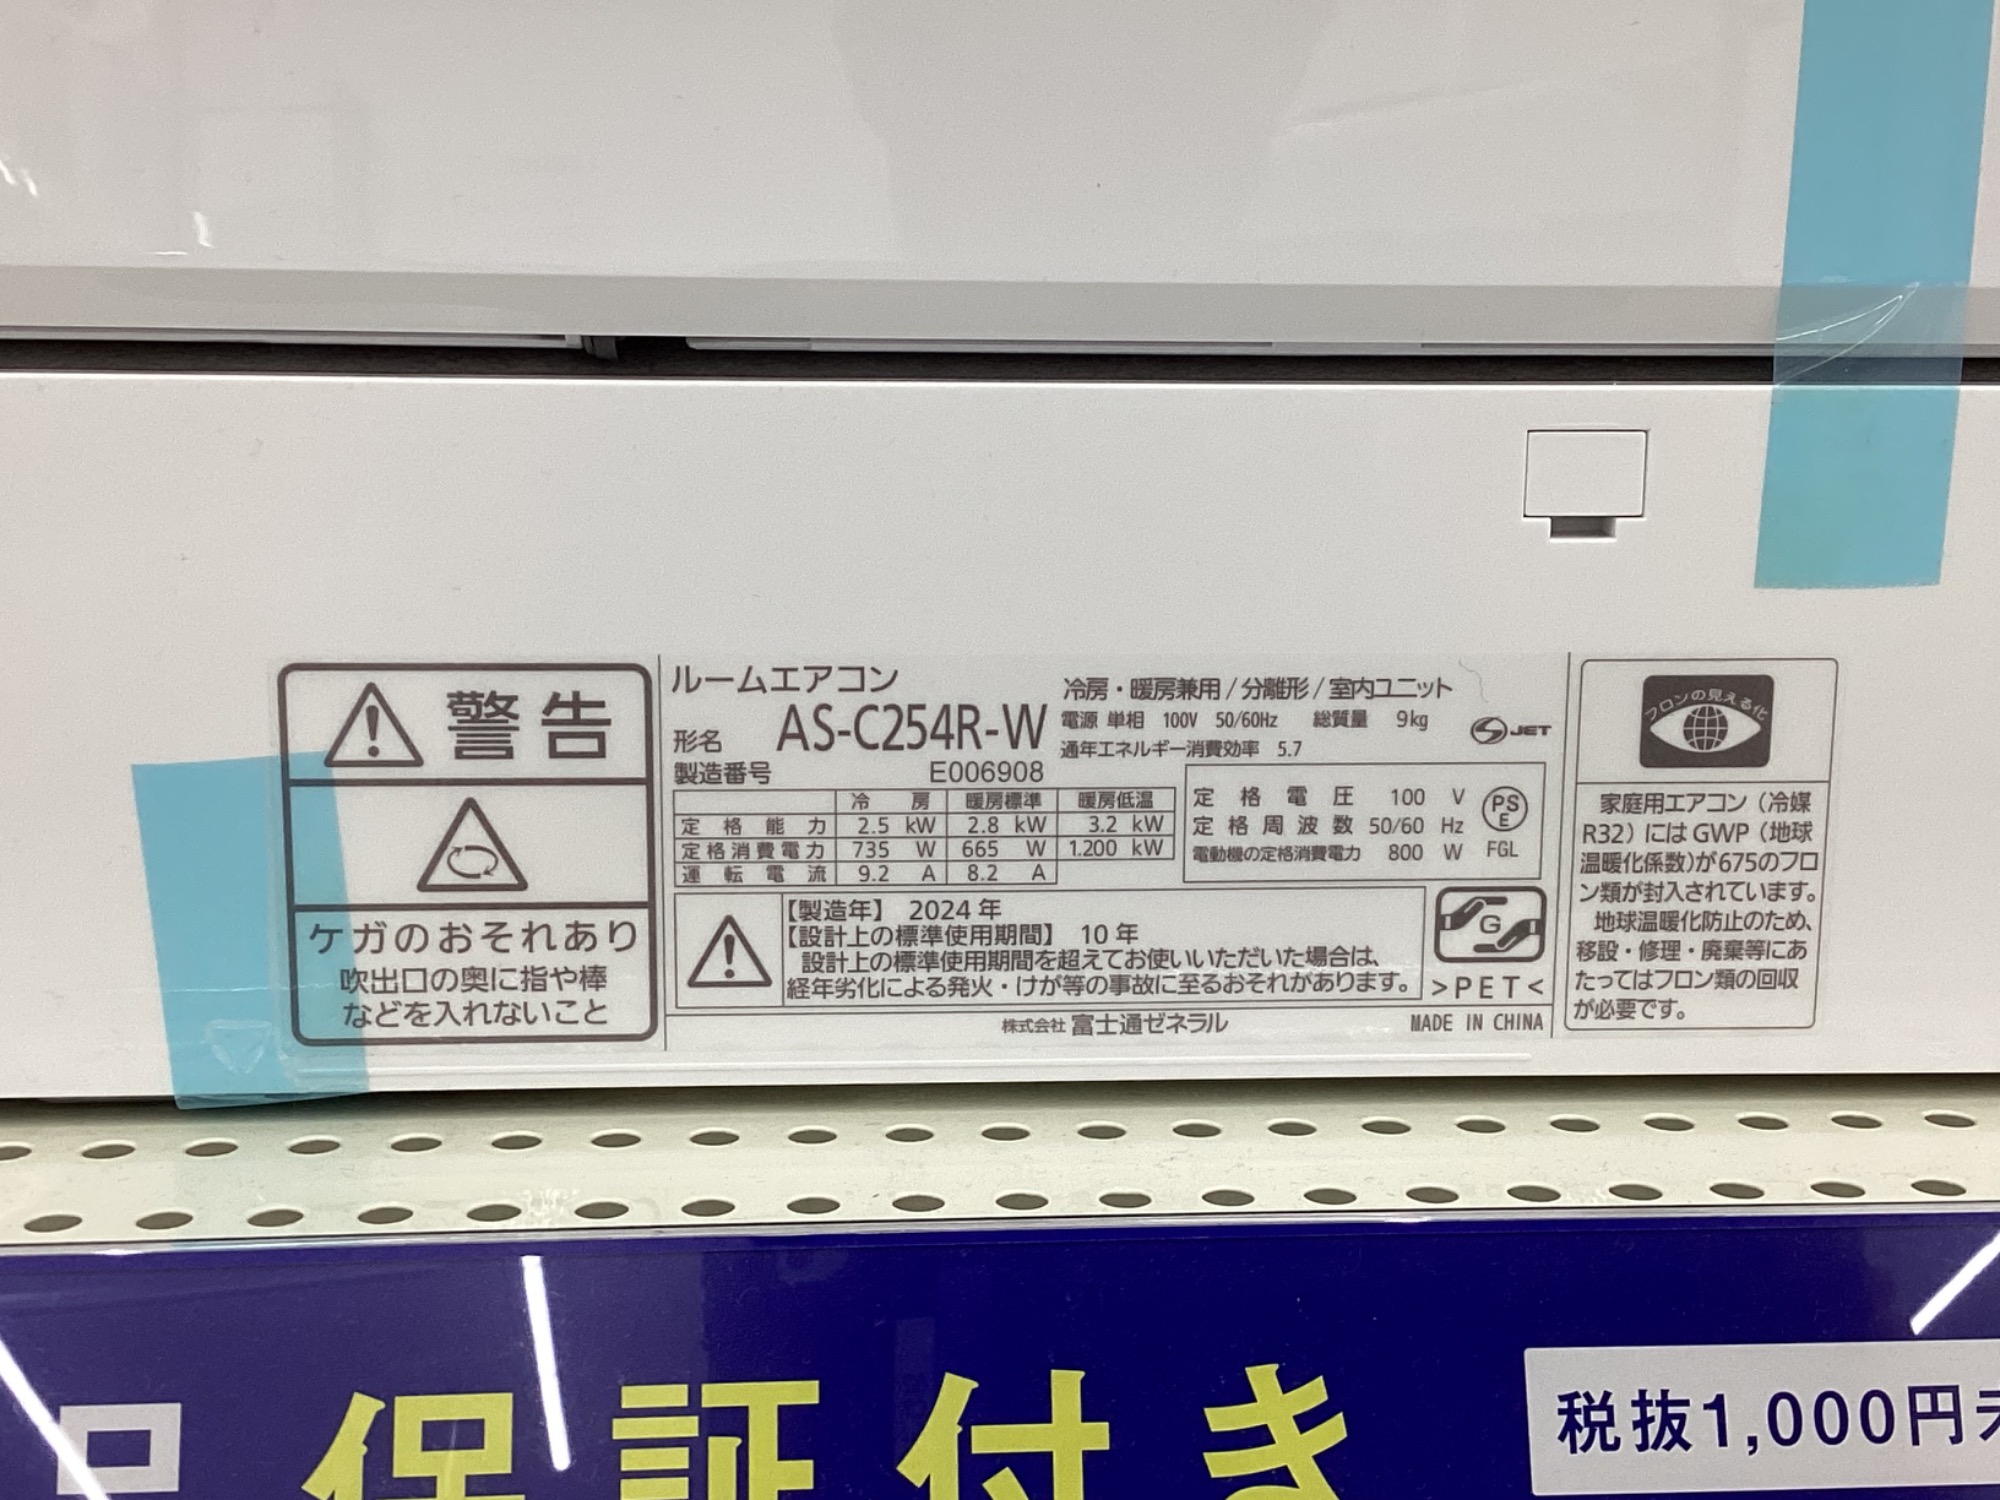 警告
ケガのおそれあり
吹出口の奥に指や棒
などを入れないこと
ルームエアコン
形名 AS-C254R-W
製造番号 E006908
冷房・暖房兼用/分離形/室内ユニット
電源 単相 100V 50/60Hz 総質量 9kg
通年エネルギー消費効率 5.7
JET
冷房 暖房標準 暖房低温
定格能力 2.5 kW 2.8 kW 3.2 kW
定格消費電力 735 W 665 W 1.200 kW
運転電流 9.2 A 8.2 A
定格電圧 100 V
定格周波数 50/60 Hz
電動機の定格消費電力 800 W
PS
E
FGL
【製造年】 2024年
【設計上の標準使用期間】 10年
設計上の標準使用期間を超えてお使いいただいた場合は、
経年劣化による発火・けが等の事故に至るおそれがあります。
G
>PET<
株式会社 富士通ゼネラル
MADE IN CHINA
フロンの見える化
家庭用エアコン(冷媒
R32)にはGWP(地球
温暖化係数)が675のフロ
ン類が封入されています。
地球温暖化防止のため、
移設・修理・廃棄等にあ
たってはフロン類の回収
が必要です。
保証付き
税抜1,000円